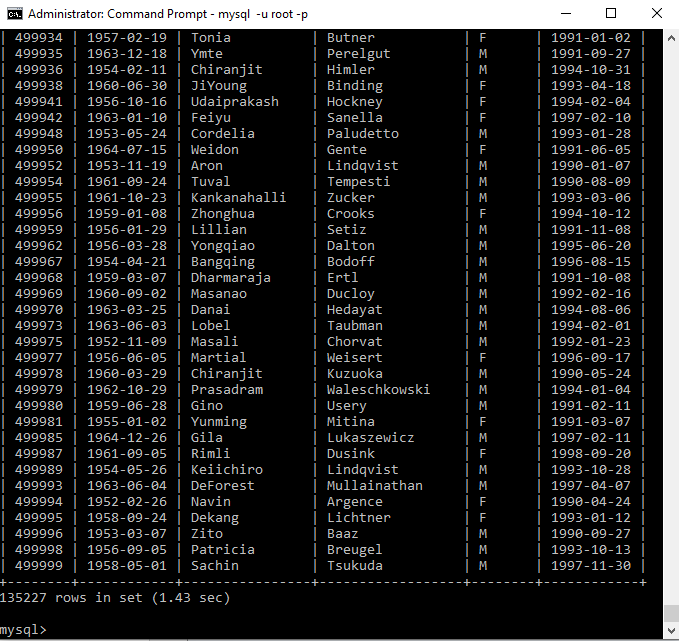 Administrator: Command Prompt - mysql -u root -p
| 499934 | 1957-02-19 | Tonia | Butner | F | 1991-01-02 |
| 499935 | 1963-12-18 | Ymte | Perelgut | M | 1991-09-27 |
| 499936 | 1954-02-11 | Chiranjit | Himler | M | 1994-10-31 |
| 499938 | 1960-06-30 | JiYoung | Binding | F | 1993-04-18 |
| 499941 | 1956-10-16 | Udaiprakash | Hockney | F | 1994-02-04 |
| 499942 | 1963-01-10 | Feiyu | Sanella | F | 1997-02-10 |
| 499948 | 1953-05-24 | Cordelia | Paludetto | M | 1993-01-28 |
| 499950 | 1964-07-15 | Weidon | Gente | F | 1991-06-05 |
| 499952 | 1953-11-19 | Aron | Lindqvist | M | 1990-01-07 |
| 499954 | 1961-09-24 | Tuval | Tempesti | M | 1990-08-09 |
| 499955 | 1961-10-23 | Kankanahalli | Zucker | M | 1993-03-06 |
| 499956 | 1959-01-08 | Zhonghua | Crooks | F | 1994-10-12 |
| 499959 | 1956-01-29 | Lillian | Setiz | M | 1991-11-08 |
| 499962 | 1956-03-28 | Yongqiao | Dalton | M | 1995-06-20 |
| 499967 | 1954-04-21 | Bangqing | Bodoff | M | 1996-08-15 |
| 499968 | 1959-03-07 | Dharmaraja | Ertl | M | 1991-10-08 |
| 499969 | 1960-09-02 | Masanao | Ducloy | M | 1992-02-16 |
| 499970 | 1963-03-25 | Danai | Hedayat | M | 1994-08-06 |
| 499973 | 1963-06-03 | Lobel | Taubman | M | 1994-02-01 |
| 499975 | 1952-11-09 | Masali | Chorvat | M | 1992-01-23 |
| 499977 | 1956-06-05 | Martial | Weisert | F | 1996-09-17 |
| 499978 | 1960-03-29 | Chiranjit | Kuzuoka | M | 1990-05-24 |
| 499979 | 1962-10-29 | Prasadram | Waleschkowski | M | 1994-01-04 |
| 499980 | 1959-06-28 | Gino | Usery | M | 1991-02-11 |
| 499981 | 1955-01-02 | Yunming | Mitina | F | 1991-03-07 |
| 499985 | 1964-12-26 | Gila | Lukaszewicz | M | 1997-02-11 |
| 499987 | 1961-09-05 | Rimli | Dusink | F | 1998-09-20 |
| 499989 | 1954-05-26 | Keiichiro | Lindqvist | M | 1993-10-28 |
| 499993 | 1963-06-04 | DeForest | Mullainathan | M | 1997-04-07 |
| 499994 | 1952-02-26 | Navin | Argence | F | 1990-04-24 |
| 499995 | 1958-09-24 | Dekang | Lichtner | F | 1993-01-12 |
| 499996 | 1953-03-07 | Zito | Baaz | M | 1990-09-27 |
| 499998 | 1956-09-05 | Patricia | Breugel | M | 1993-10-13 |
| 499999 | 1958-05-01 | Sachin | Tsukuda | M | 1997-11-30 |
+--------+------------+----------------+------------------+--------+------------+
135227 rows in set (1.43 sec)
mysql>